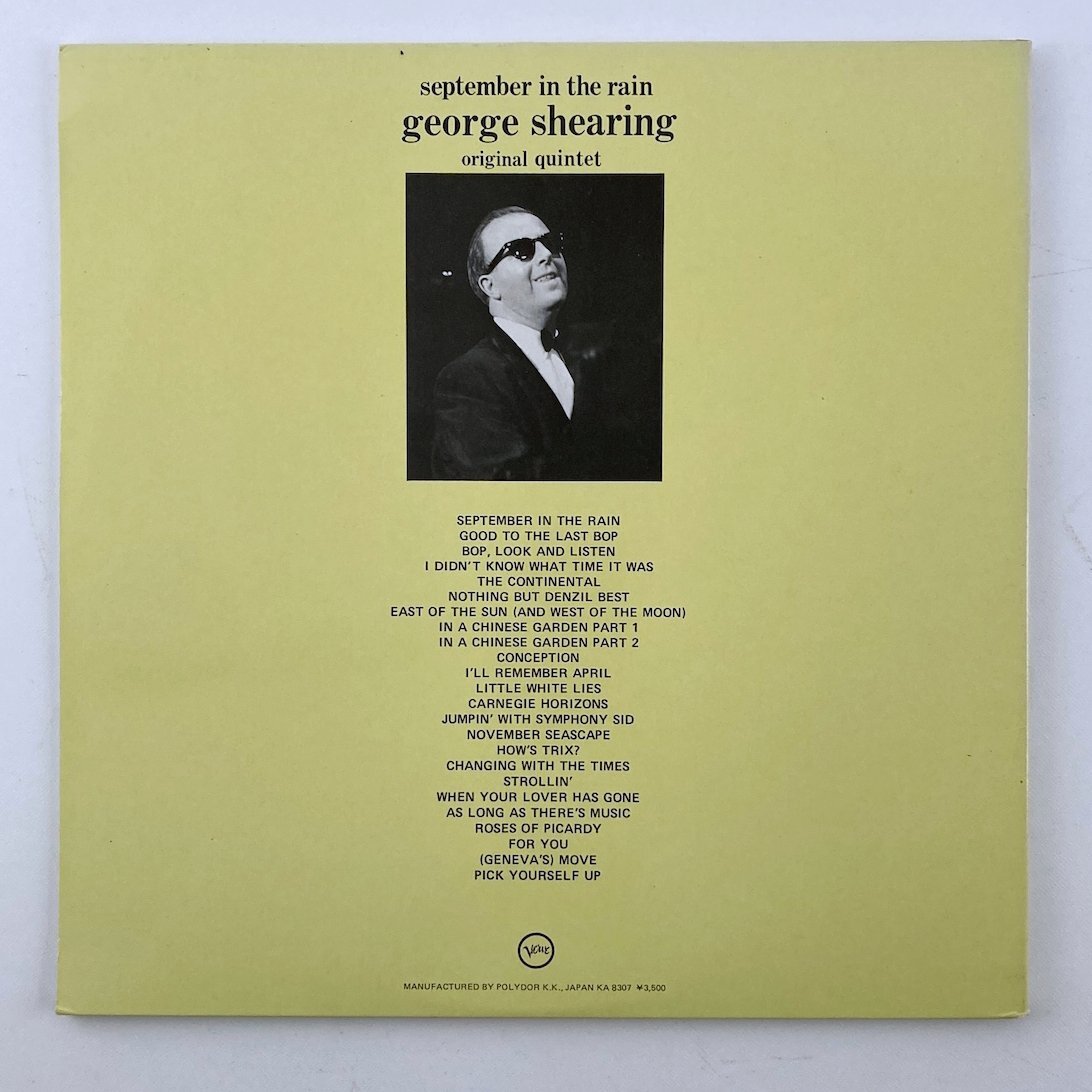 september in the rain
george shearing
original quintet
SEPTEMBER IN THE RAIN
GOOD TO THE LAST BOP
BOP, LOOK AND LISTEN
I DIDN'T KNOW WHAT TIME IT WAS
THE CONTINENTAL
NOTHING BUT DENZIL BEST
EAST OF THE SUN (AND WEST OF THE MOON)
IN A CHINESE GARDEN PART 1
IN A CHINESE GARDEN PART 2
CONCEPTION
I'LL REMEMBER APRIL
LITTLE WHITE LIES
CARNEGIE HORIZONS
JUMPIN' WITH SYMPHONY SID
NOVEMBER SEASCAPE
HOW'S TRIX?
CHANGING WITH THE TIMES
STROLLIN'
WHEN YOUR LOVER HAS GONE
AS LONG AS THERE'S MUSIC
ROSES OF PICARDY
FOR YOU
(GENEVA'S) MOVE
PICK YOURSELF UP
Verve
MANUFACTURED BY POLYDOR K.K., JAPAN KA 8307 ¥3,500